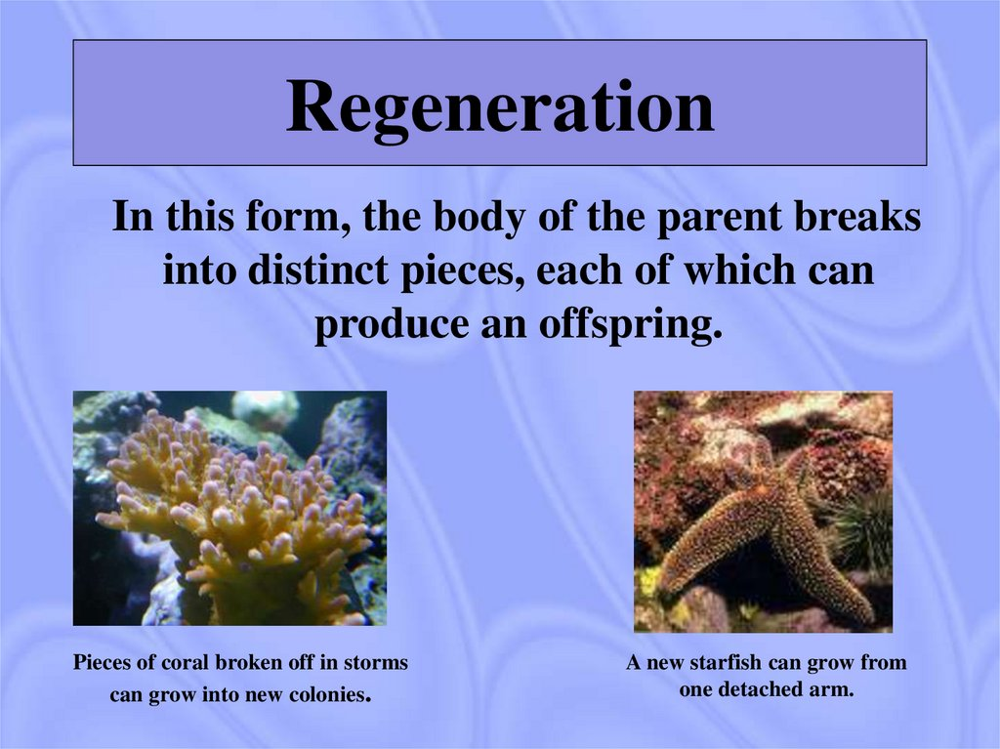 Regeneration
In this form, the body of the parent breaks
into distinct pieces, each of which can
produce an offspring.
Pieces of coral broken off in storms
can grow into new colonies.
A new starfish can grow from
one detached arm.